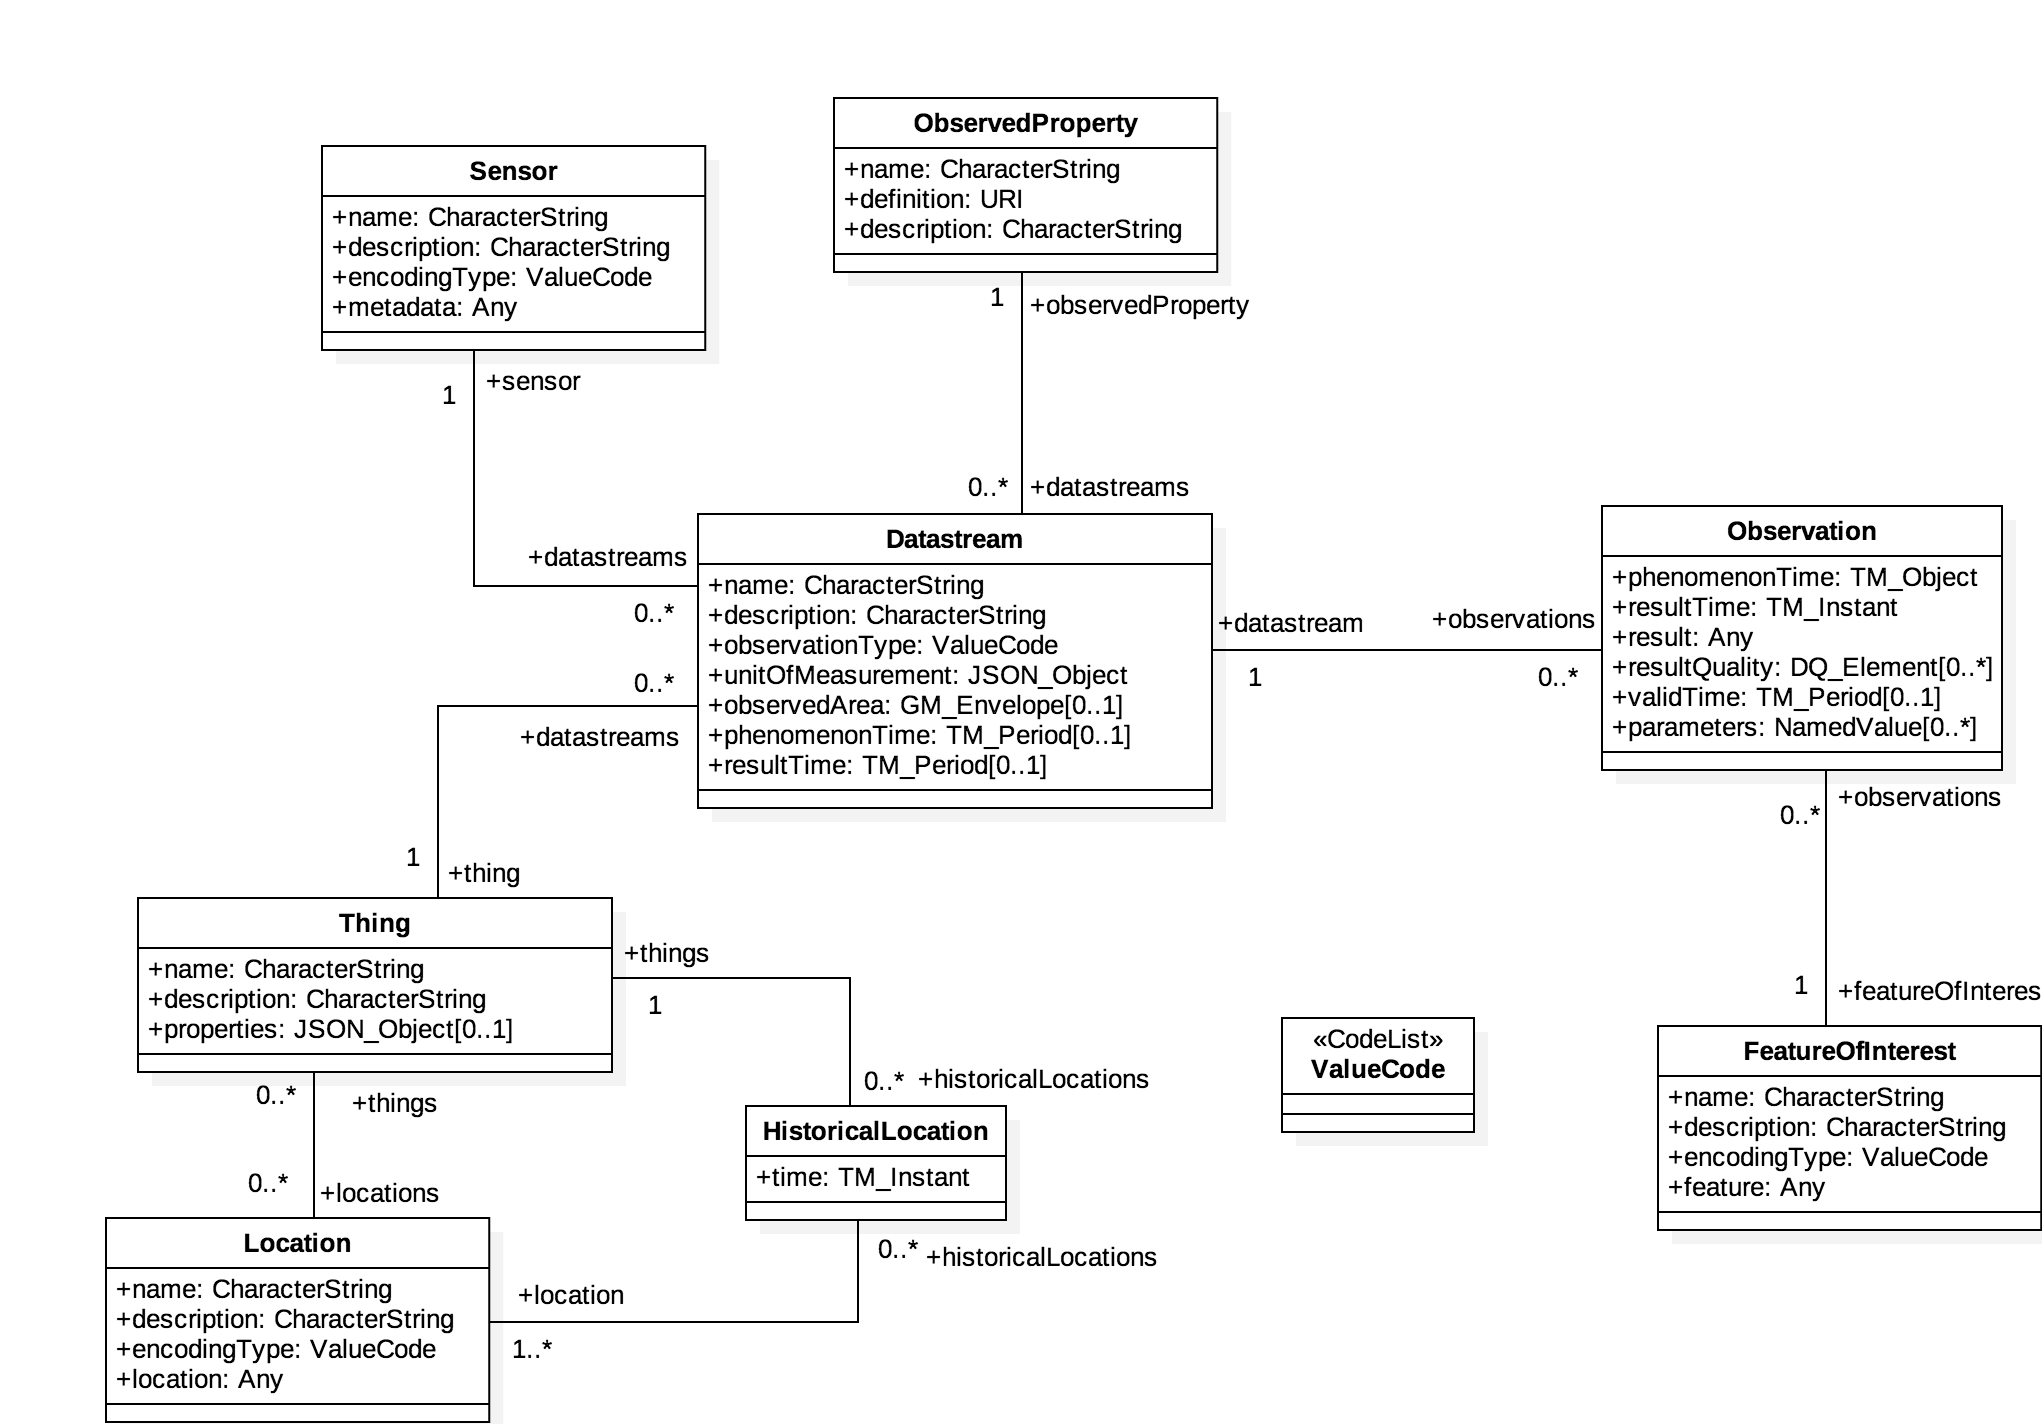 ObservedProperty
+name: CharacterString
+definition: URI
+description: CharacterString
Sensor
+name: CharacterString
+description: CharacterString
+encodingType: ValueCode
+metadata: Any
1
+observedProperty
1
+sensor
0..*
+datastreams
+datastreams
0..*
Datastream
+name: CharacterString
+description: CharacterString
+observationType: ValueCode
+unitOfMeasurement: JSON_Object
+observedArea: GM_Envelope[0..1]
+phenomenonTime: TM_Period[0..1]
+resultTime: TM_Period[0..1]
+datastream
1
+observations
0..*
Observation
+phenomenonTime: TM_Object
+resultTime: TM_Instant
+result: Any
+resultQuality: DQ_Element[0..*]
+validTime: TM_Period[0..1]
+parameters: NamedValue[0..*]
0..*
+datastreams
1
+thing
0..*
+observations
1
+featureOfInteres
Thing
+name: CharacterString
+description: CharacterString
+properties: JSON_Object[0..1]
+things
1
0..*
+historicalLocations
HistoricalLocation
+time: TM_Instant
0..*
+historicalLocations
«CodeList»
ValueCode
FeatureOfInterest
+name: CharacterString
+description: CharacterString
+encodingType: ValueCode
+feature: Any
0..*
+things
0..*
+locations
Location
+name: CharacterString
+description: CharacterString
+encodingType: ValueCode
+location: Any
+location
1..*